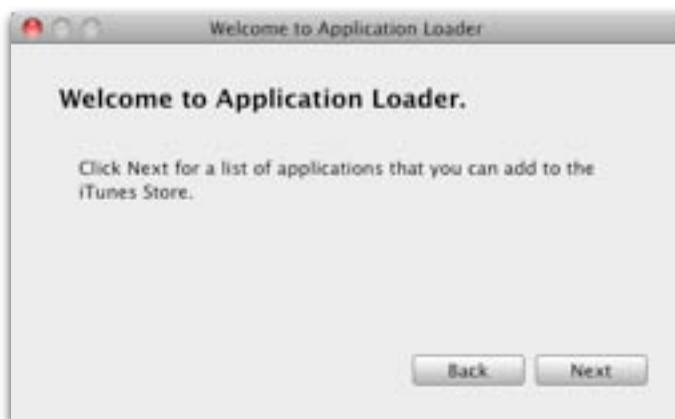 Welcome to Application Loader
Welcome to Application Loader.
Click Next for a list of applications that you can add to the
iTunes Store.
Back
Next